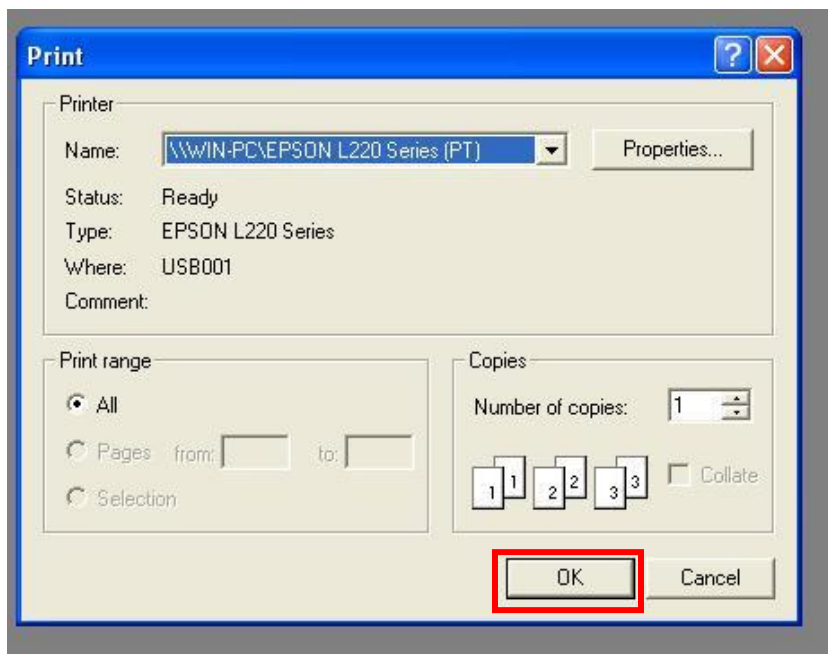 Print
Printer
Name: \\WIN-PC\EPSON L220 Series (PT) Properties...
Status: Ready
Type: EPSON L220 Series
Where: USB001
Comment:
Print range
All
Pages from: to:
Selection
Copies
Number of copies: 1
1 1 2 2 3 3 Collate
OK Cancel